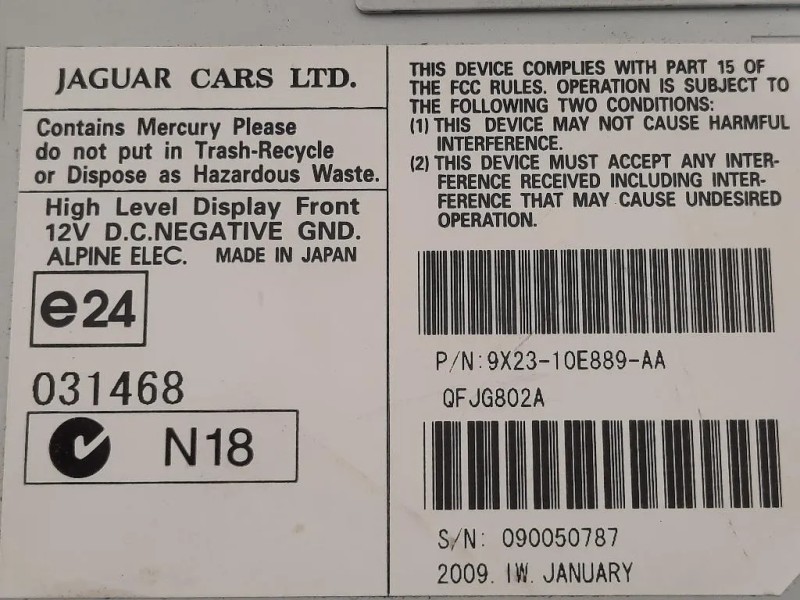 JAGUAR CARS LTD.
Contains Mercury Please
do not put in Trash-Recycle
or Dispose as Hazardous Waste.
High Level Display Front
12V D.C.NEGATIVE GND.
ALPINE ELEC. MADE IN JAPAN
e24
031468
N18
THIS DEVICE COMPLIES WITH PART 15 OF
THE FCC RULES. OPERATION IS SUBJECT TO
THE FOLLOWING TWO CONDITIONS:
(1) THIS DEVICE MAY NOT CAUSE HARMFUL
INTERFERENCE.
(2) THIS DEVICE MUST ACCEPT ANY INTER-
FERENCE RECEIVED INCLUDING INTER-
FERENCE THAT MAY CAUSE UNDESIRED
OPERATION.
P/N:9X23-10E889-AA
QFJG802A
S/N: 090050787
2009. 1W. JANUARY